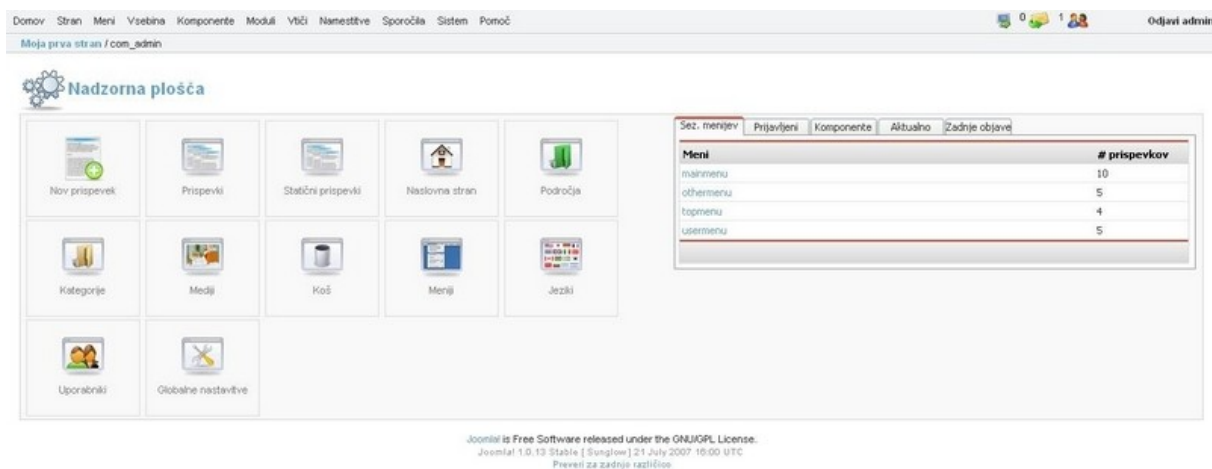 Domov Stran Meni Vsebina Komponente Moduli Vtiči Namestitve Sporočila Sistem Pomoč 0 1 Odjavi admin
Moja prva stran / com_admin
Nadzorna plošča
Nov prispevek Prispevki Statični prispevki Naslovna stran Področja
Kategorije Mediji Koš Meniji Jeziki
Uporabniki Globalne nastavitve
Sez. menijev Prijavljeni Komponente Aktualno Zadnje objave
Meni # prispevkov
mainmenu 10
othermenu 5
topmenu 4
usermenu 5
Joomla! is Free Software released under the GNU/GPL License.
Joomla! 1.0.13 Stable [ Sunglow ] 21 July 2007 16:00 UTC
Preveri za zadnjo različico